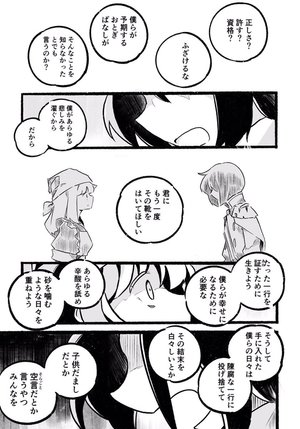 正しさ？
許す？
資格？
ふざけるな
僕らが
予期する
おとぎ
ばなしが
そんなことを
知らなかった
とでも
言うのか？
僕があらゆる
悲しみを
濯ぐから
だから
君に
もう一度
その靴を
はいてほしい
たった一行を
証すために
生きよう
僕らが幸せに
なるために
必要な
あらゆる
辛醒を舐め
砂を噛む
ような日々を
重ねよう
そうして
手に入れた
僕らの日々は
陳腐な一行に
投げ捨てて
その結末を
白々しいとか
子供だまし
だとか
空言だとか
言うやつ
みんなを